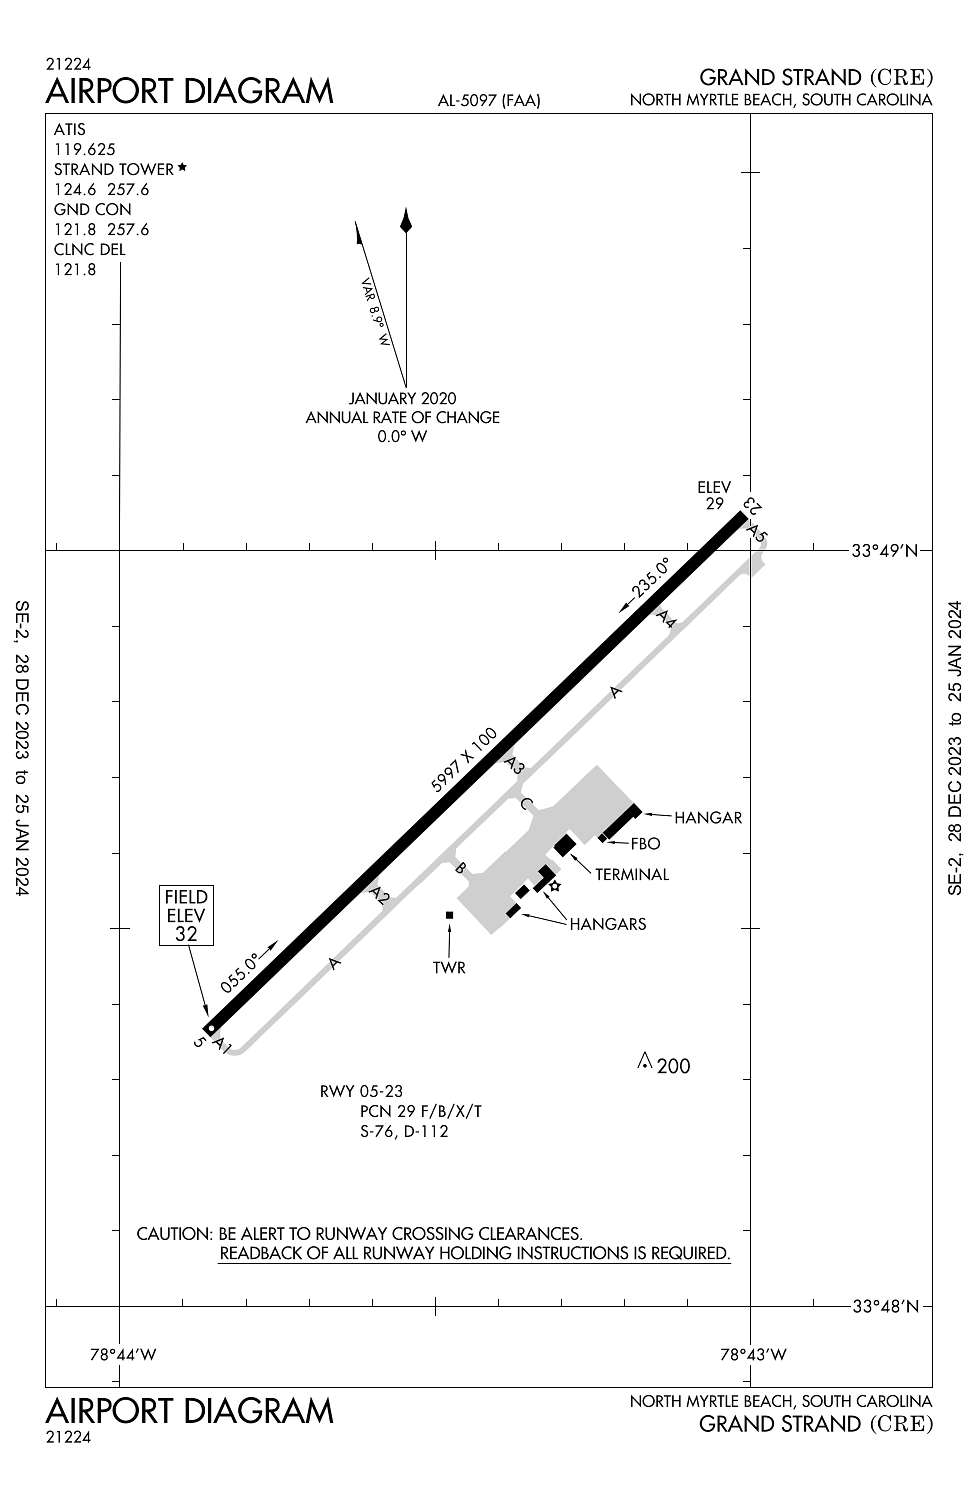 21224
AIRPORT DIAGRAM
AL-5097 (FAA)
GRAND STRAND (CRE)
NORTH MYRTLE BEACH, SOUTH CAROLINA
ATIS
119.625
STRAND TOWER★
124.6 257.6
GND CON
121.8 257.6
CLNC DEL
121.8
VAR 8.9° W
JANUARY 2020
ANNUAL RATE OF CHANGE
0.0° W
ELEV
29
23
A5
33°49'N
235.0°
A4
A
5997 X 100
A3
C
HANGAR
FBO
TERMINAL
B
A2
HANGARS
FIELD
ELEV
32
TWR
A
055.0°
5
A1
200
RWY 05-23
PCN 29 F/B/X/T
S-76, D-112
CAUTION: BE ALERT TO RUNWAY CROSSING CLEARANCES.
READBACK OF ALL RUNWAY HOLDING INSTRUCTIONS IS REQUIRED.
33°48'N
78°44'W
78°43'W
SE-2, 28 DEC 2023 to 25 JAN 2024
SE-2, 28 DEC 2023 to 25 JAN 2024
AIRPORT DIAGRAM
21224
NORTH MYRTLE BEACH, SOUTH CAROLINA
GRAND STRAND (CRE)